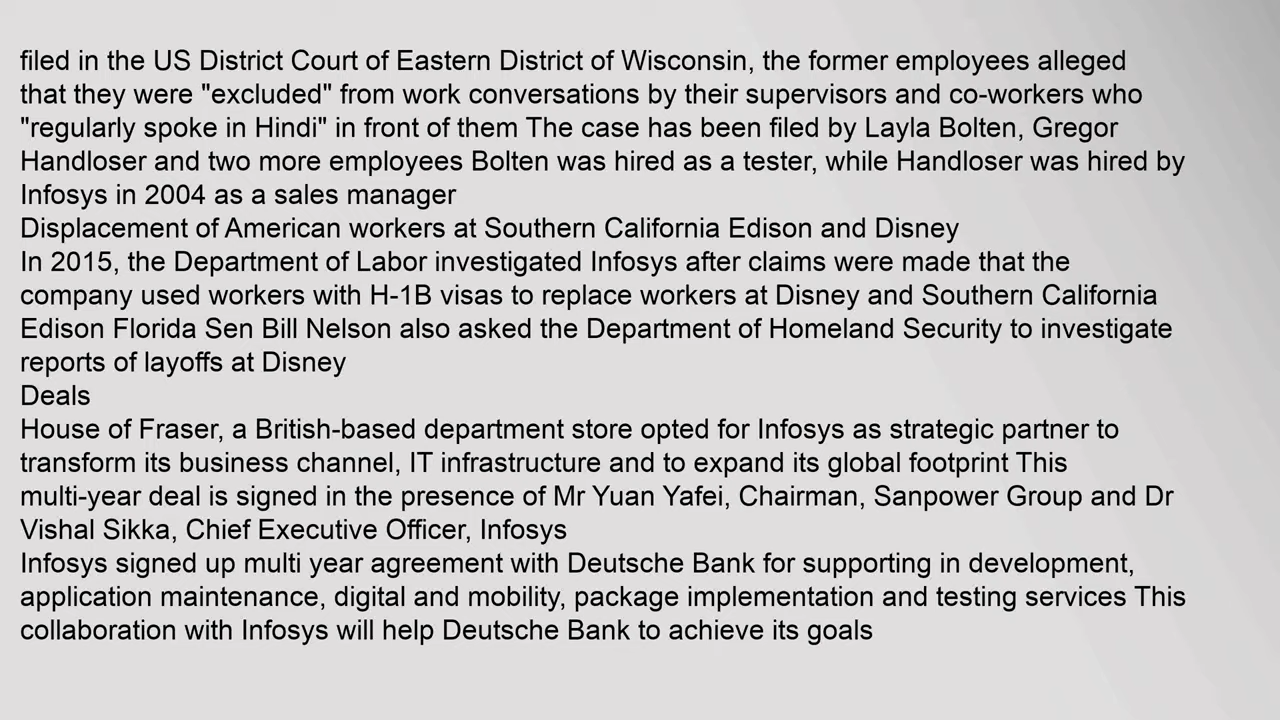 filed in the US District Court of Eastern District of Wisconsin, the former employees alleged
that they were "excluded" from work conversations by their supervisors and co-workers who
"regularly spoke in Hindi" in front of them The case has been filed by Layla Bolten, Gregor
Handloser and two more employees Bolten was hired as a tester, while Handloser was hired by
Infosys in 2004 as a sales manager
Displacement of American workers at Southern California Edison and Disney
In 2015, the Department of Labor investigated Infosys after claims were made that the
company used workers with H-1B visas to replace workers at Disney and Southern California
Edison Florida Sen Bill Nelson also asked the Department of Homeland Security to investigate
reports of layoffs at Disney
Deals
House of Fraser, a British-based department store opted for Infosys as strategic partner to
transform its business channel, IT infrastructure and to expand its global footprint This
multi-year deal is signed in the presence of Mr Yuan Yafei, Chairman, Sanpower Group and Dr
Vishal Sikka, Chief Executive Officer, Infosys
Infosys signed up multi year agreement with Deutsche Bank for supporting in development,
application maintenance, digital and mobility, package implementation and testing services This
collaboration with Infosys will help Deutsche Bank to achieve its goals